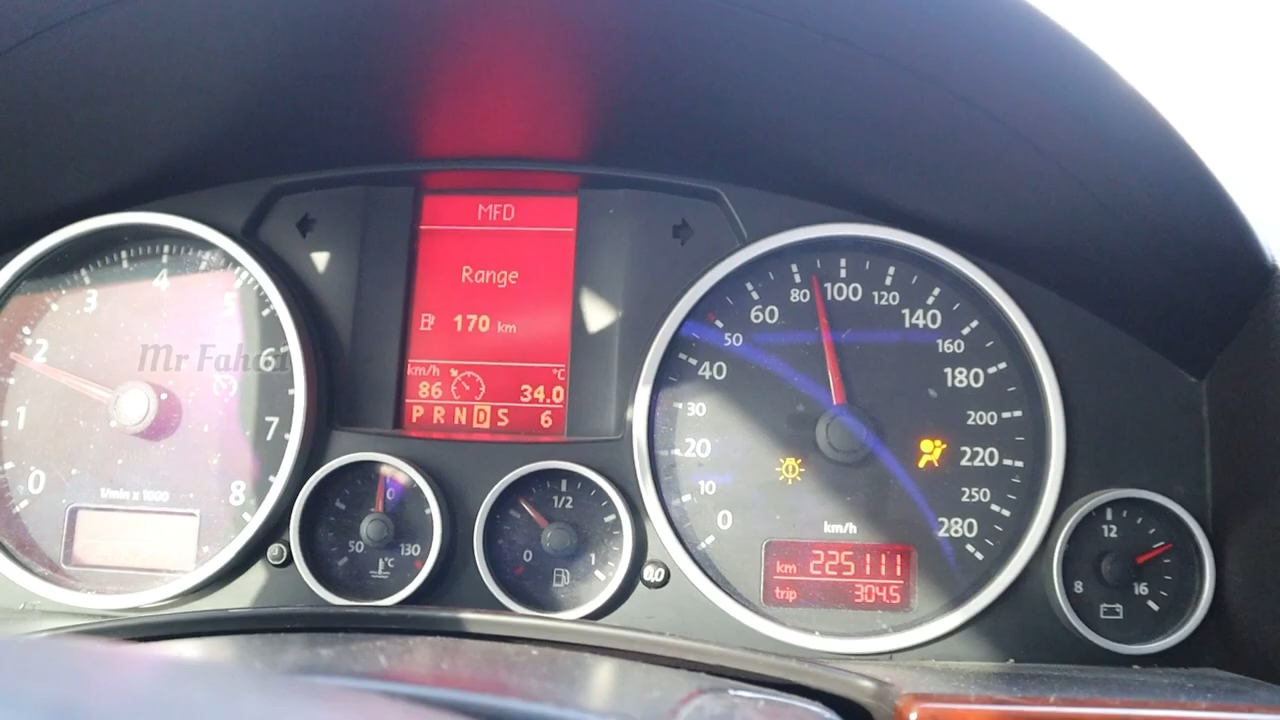 MFD
Range
170 km
km/h °C
86 34.0
P R N D S 6
0 1 2 3 4 5 6 7 8
1/min x 1000
Mr Fahad
50 130
°C
0 1/2 1
0.0
0 10 20 30 40 50 60 80 100 120 140 160 180 200 220 250 280
km/h
km 225111
trip 304.5
8 12 16